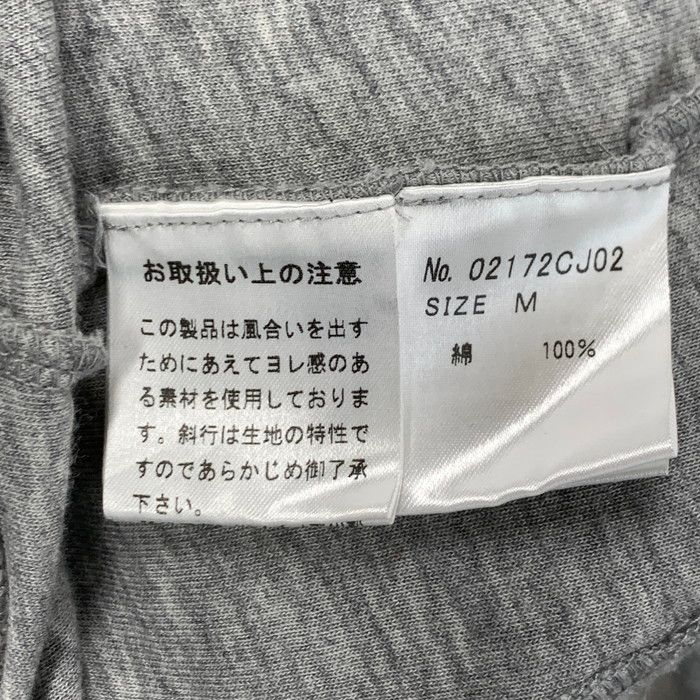 お取扱い上の注意
この製品は風合いを出す
ためにあえてヨレ感のあ
る素材を使用しておりま
す。斜行は生地の特性で
すのであらかじめ御了承
下さい。
No. 02172CJ02
SIZE M
綿 100%